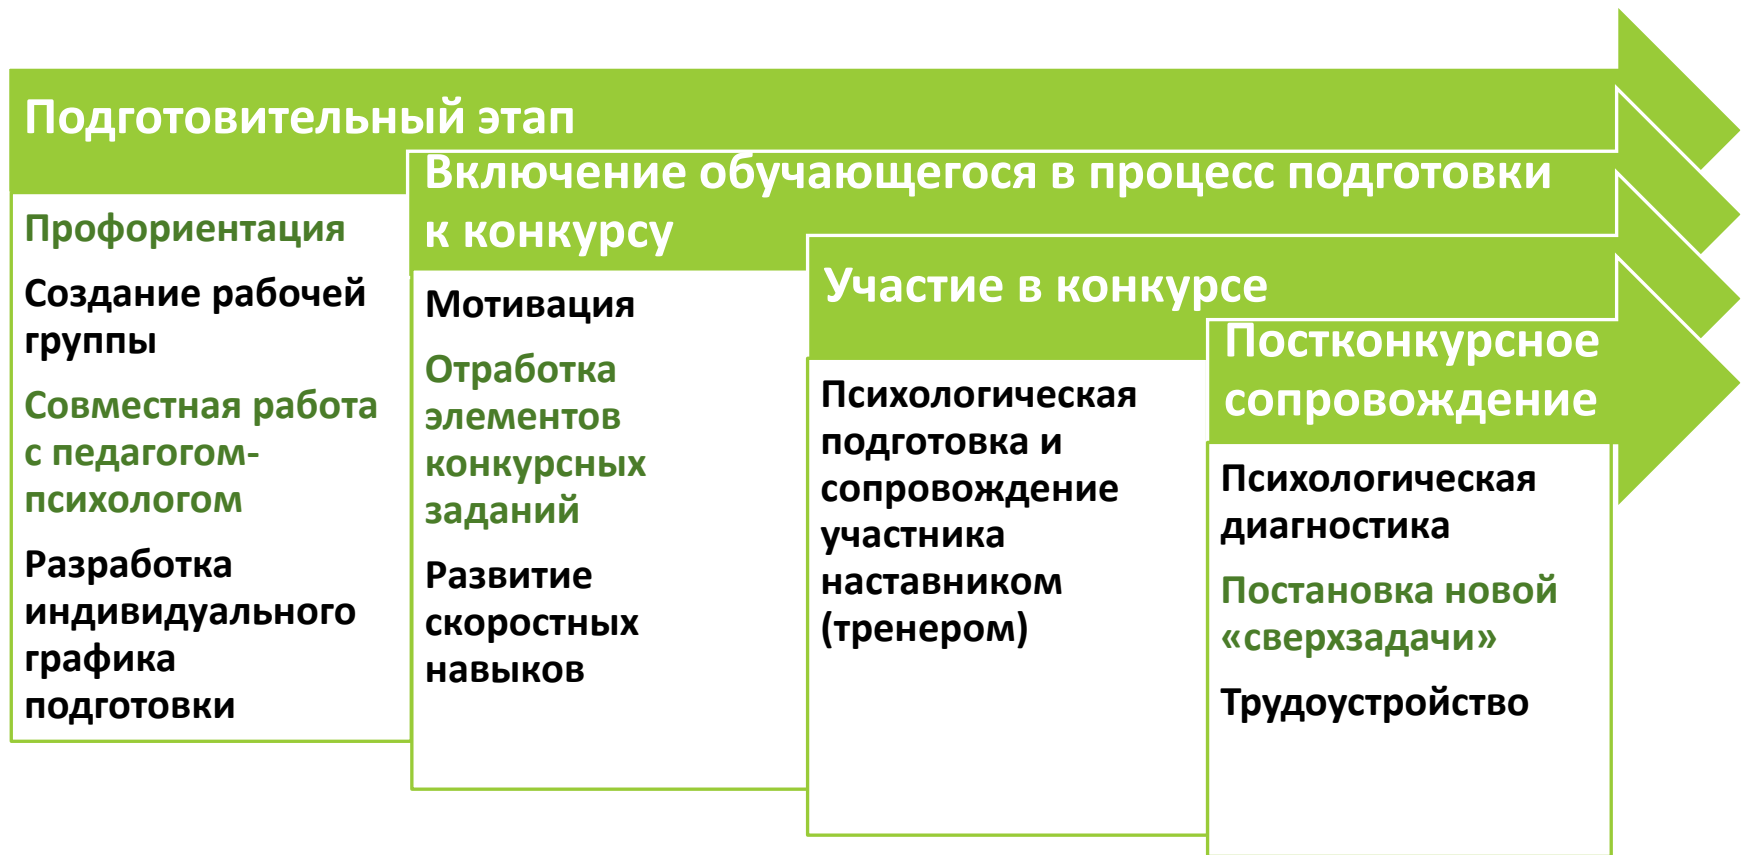 Подготовительный этап
Профориентация
Создание рабочей
группы
Совместная работа
с педагогом-
психологом
Разработка
индивидуального
графика
подготовки
Включение обучающегося в процесс подготовки
к конкурсу
Мотивация
Отработка
элементов
конкурсных
заданий
Развитие
скоростных
навыков
Участие в конкурсе
Психологическая
подготовка и
сопровождение
участника
наставником
(тренером)
Постконкурсное
сопровождение
Психологическая
диагностика
Постановка новой
«сверхзадачи»
Трудоустройство